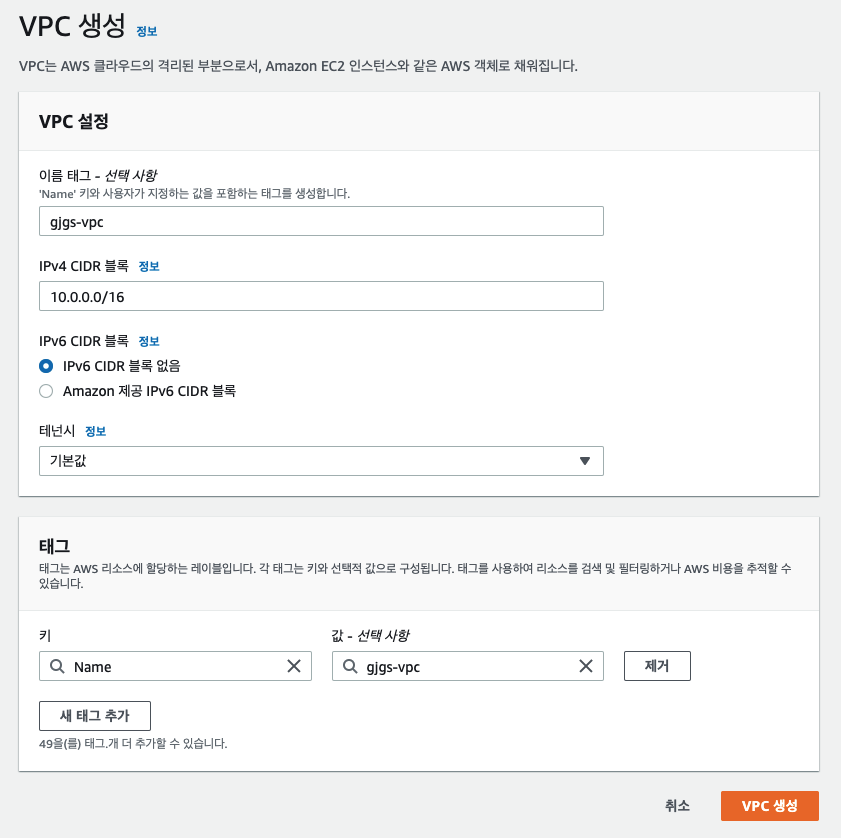 VPC 생성 정보
VPC는 AWS 클라우드의 격리된 부분으로서, Amazon EC2 인스턴스와 같은 AWS 객체로 채워집니다.
VPC 설정
이름 태그 - 선택 사항
'Name' 키와 사용자가 지정하는 값을 포함하는 태그를 생성합니다.
gjgs-vpc
IPv4 CIDR 블록 정보
10.0.0.0/16
IPv6 CIDR 블록 정보
IPv6 CIDR 블록 없음
Amazon 제공 IPv6 CIDR 블록
테넌시 정보
기본값
태그
태그는 AWS 리소스에 할당하는 레이블입니다. 각 태그는 키와 선택적 값으로 구성됩니다. 태그를 사용하여 리소스를 검색 및 필터링하거나 AWS 비용을 추적할 수
있습니다.
키 값 - 선택 사항
Name gjgs-vpc 제거
새 태그 추가
49을(를) 태그.개 더 추가할 수 있습니다.
취소 VPC 생성